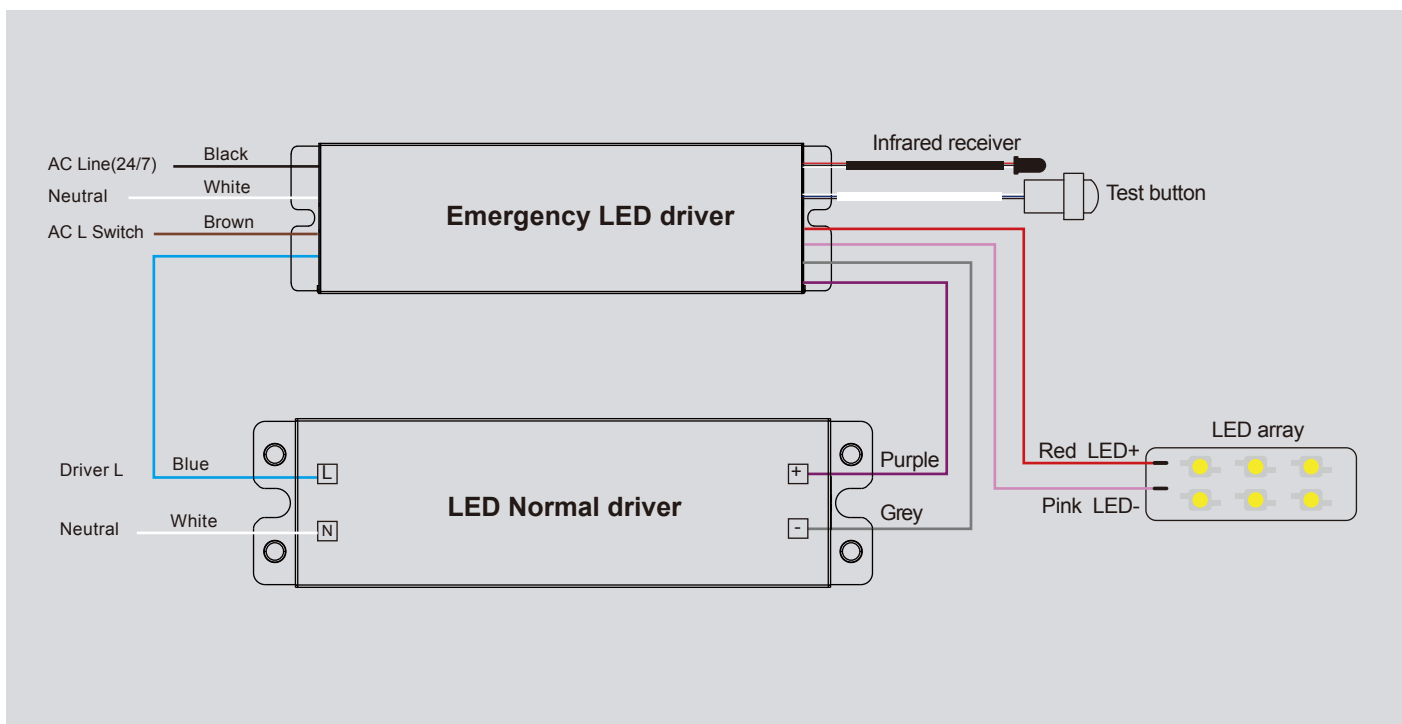 Black
Infrared receiver
AC Line(24/7)
White
Neutral
Test button
Emergency LED driver
Brown
AC L Switch
LED array
Red LED+
Purple
Driver L
Blue
L
+
Pink LED-
LED Normal driver
Grey
White
Neutral
N
-